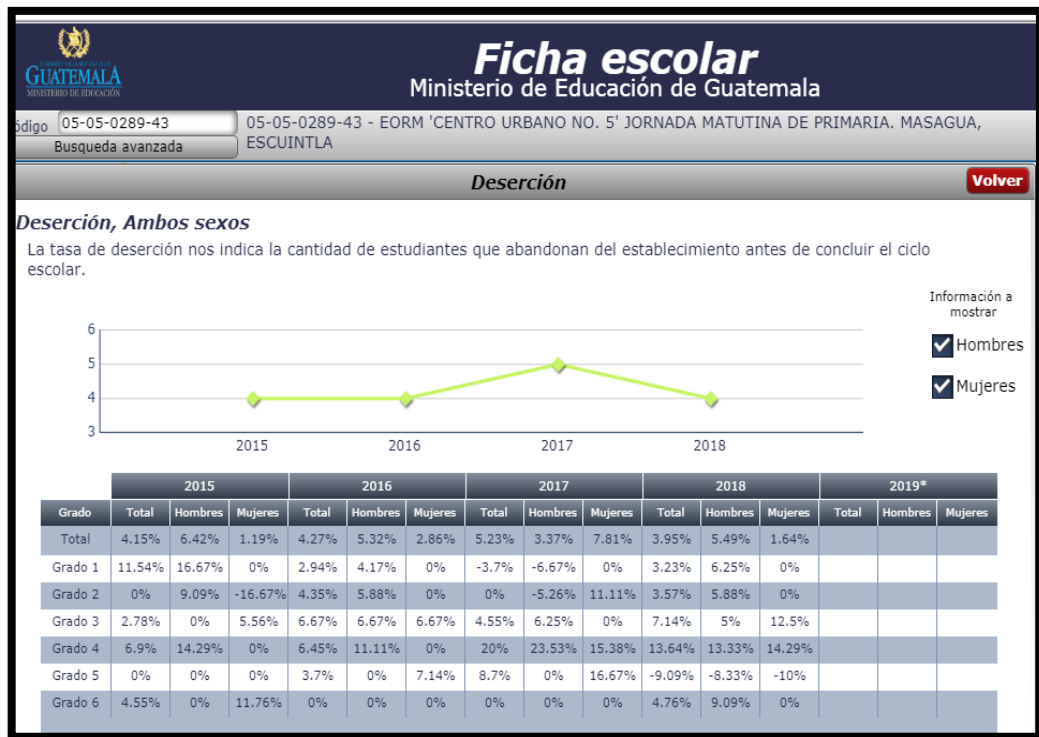 GUATEMALA
MINISTERIO DE EDUCACIÓN
Ficha escolar
Ministerio de Educación de Guatemala
ódigo 05-05-0289-43
Busqueda avanzada
05-05-0289-43 - EORM 'CENTRO URBANO NO. 5' JORNADA MATUTINA DE PRIMARIA. MASAGUA,
ESCUINTLA
Deserción
Volver
Deserción, Ambos sexos
La tasa de deserción nos indica la cantidad de estudiantes que abandonan del establecimiento antes de concluir el ciclo
escolar.
Información a
mostrar
Hombres
Mujeres
6
5
4
3
2015 2016 2017 2018
2015 2016 2017 2018 2019*
Grado Total Hombres Mujeres Total Hombres Mujeres Total Hombres Mujeres Total Hombres Mujeres Total Hombres Mujeres
Total 4.15% 6.42% 1.19% 4.27% 5.32% 2.86% 5.23% 3.37% 7.81% 3.95% 5.49% 1.64%
Grado 1 11.54% 16.67% 0% 2.94% 4.17% 0% -3.7% -6.67% 0% 3.23% 6.25% 0%
Grado 2 0% 9.09% -16.67% 4.35% 5.88% 0% 0% -5.26% 11.11% 3.57% 5.88% 0%
Grado 3 2.78% 0% 5.56% 6.67% 6.67% 6.67% 4.55% 6.25% 0% 7.14% 5% 12.5%
Grado 4 6.9% 14.29% 0% 6.45% 11.11% 0% 20% 23.53% 15.38% 13.64% 13.33% 14.29%
Grado 5 0% 0% 0% 3.7% 0% 7.14% 8.7% 0% 16.67% -9.09% -8.33% -10%
Grado 6 4.55% 0% 11.76% 0% 0% 0% 0% 0% 0% 4.76% 9.09% 0%